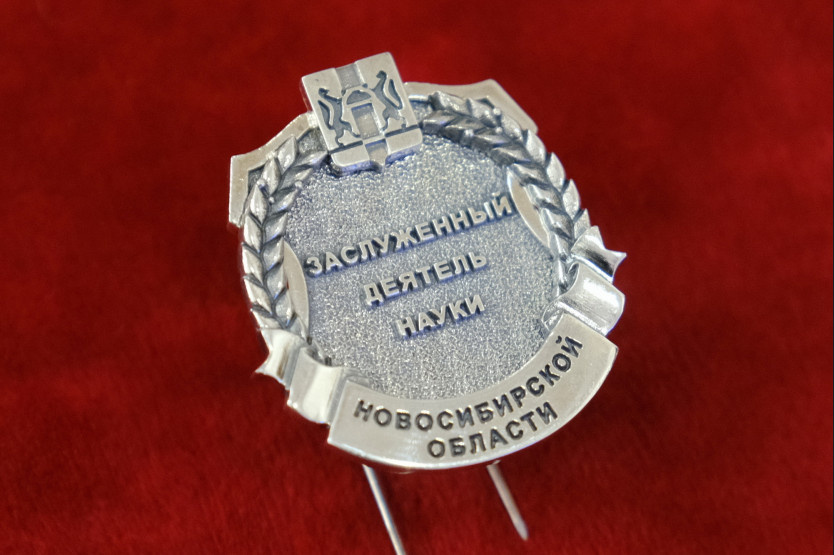 ЗАСЛУЖЕННЫЙ
ДЕЯТЕЛЬ
НАУКИ
НОВОСИБИРСКОЙ
ОБЛАСТИ